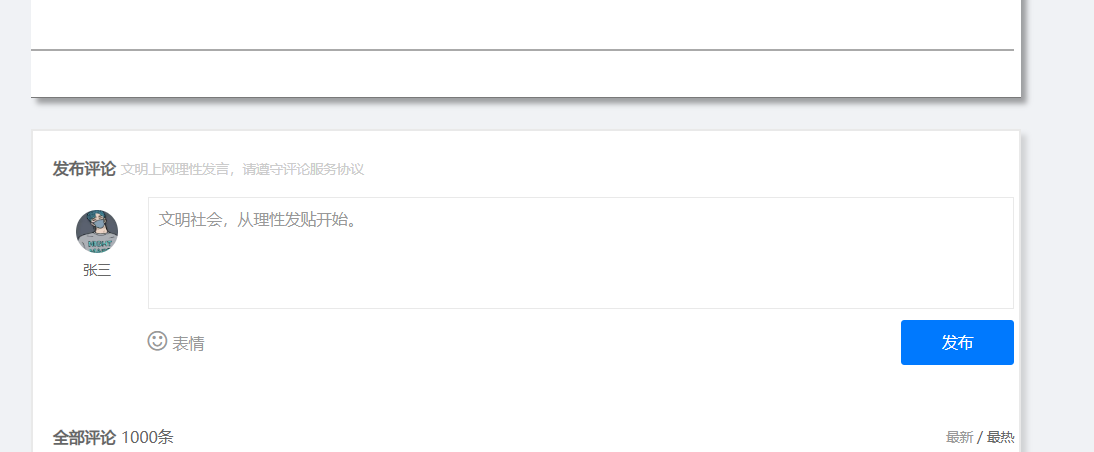 发布评论 文明上网理性发言，请遵守评论服务协议
文明社会，从理性发贴开始。
张三
表情
发布
全部评论 1000条
最新 / 最热